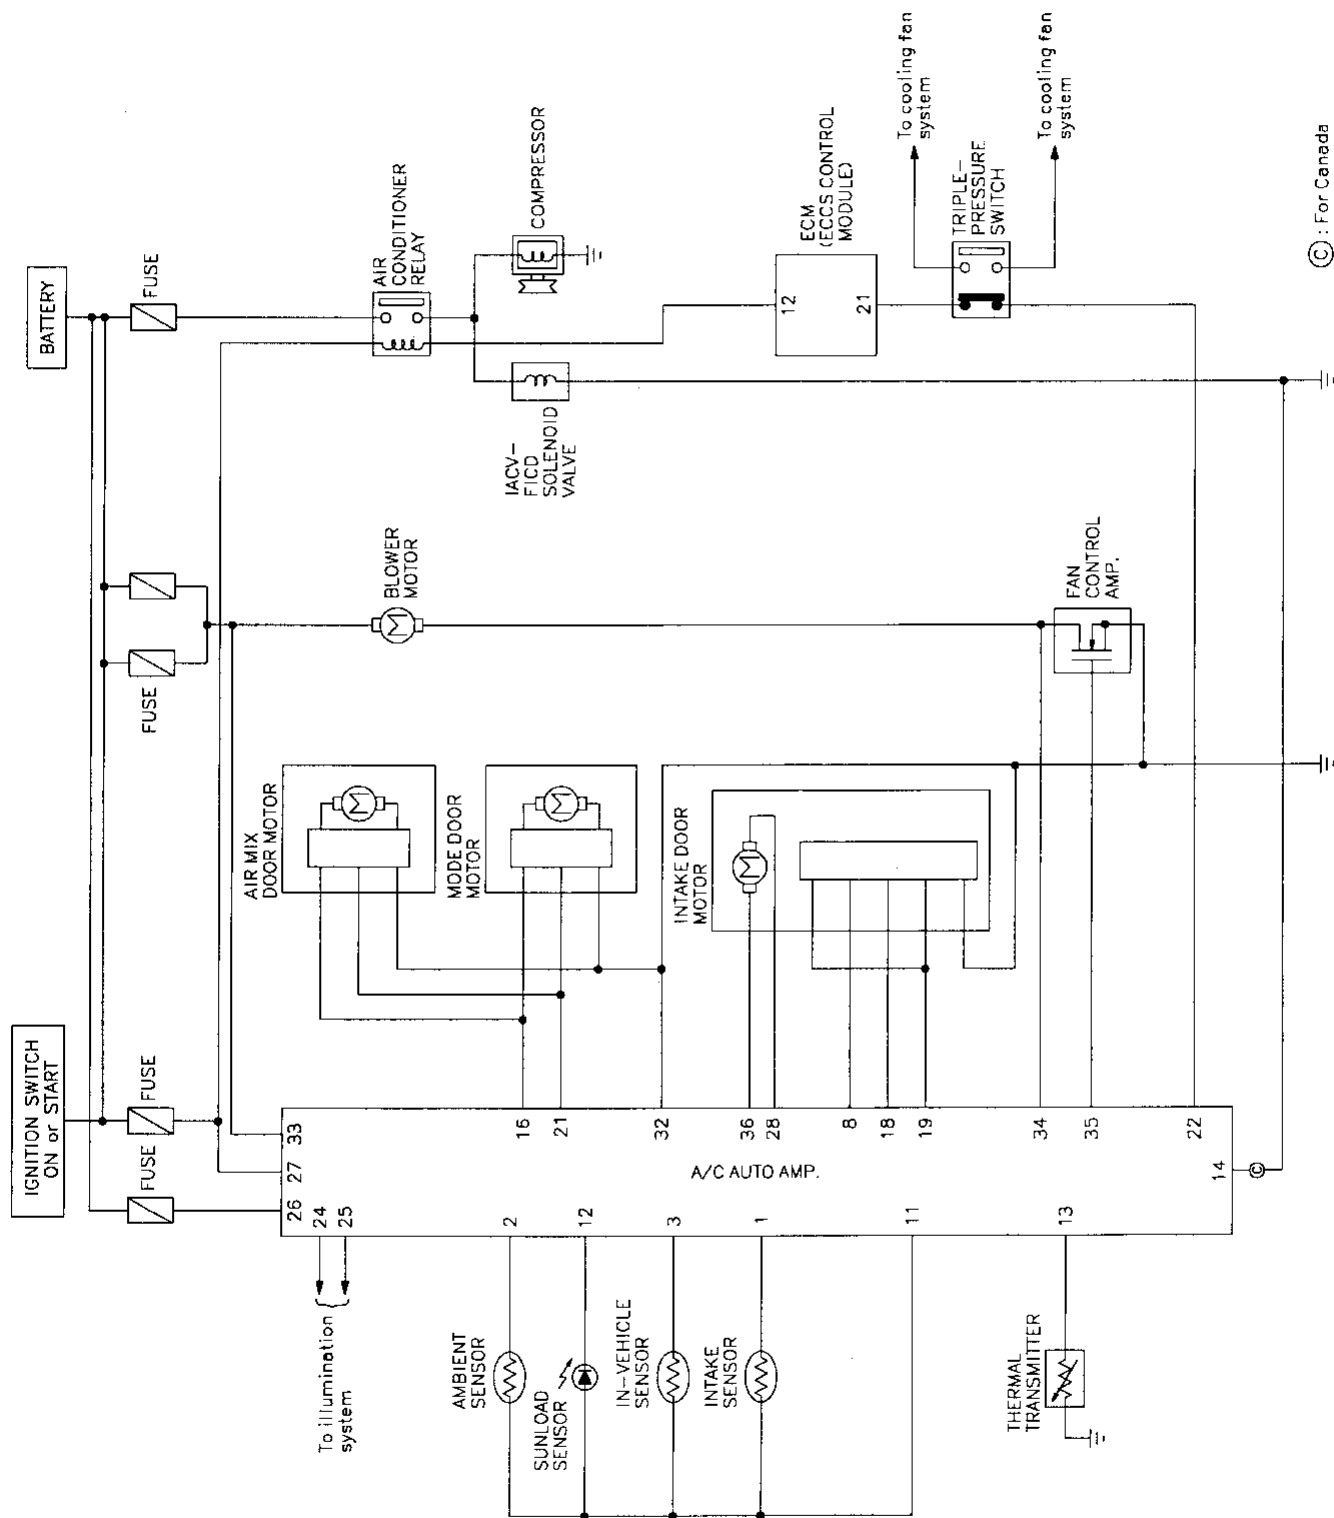 IGNITION SWITCH
ON or START
BATTERY
FUSE
FUSE
FUSE
FUSE
26
27
33
24
25
To illumination
system
AIR MIX
DOOR MOTOR
MODE DOOR
MOTOR
INTAKE DOOR
MOTOR
BLOWER
MOTOR
AIR
CONDITIONER
RELAY
COMPRESSOR
IACV-
FICD
SOLENOID
VALVE
ECM
(ECCS CONTROL
MODULE)
12
21
To cooling fan
system
TRIPLE-
PRESSURE
SWITCH
To cooling fan
system
FAN
CONTROL
AMP.
16
21
32
36
28
8
18
19
34
35
22
A/C AUTO AMP.
14
C
2
12
3
1
11
13
AMBIENT
SENSOR
SUNLOAD
SENSOR
IN-VEHICLE
SENSOR
INTAKE
SENSOR
THERMAL
TRANSMITTER
M
M
M
M
C : For Canada